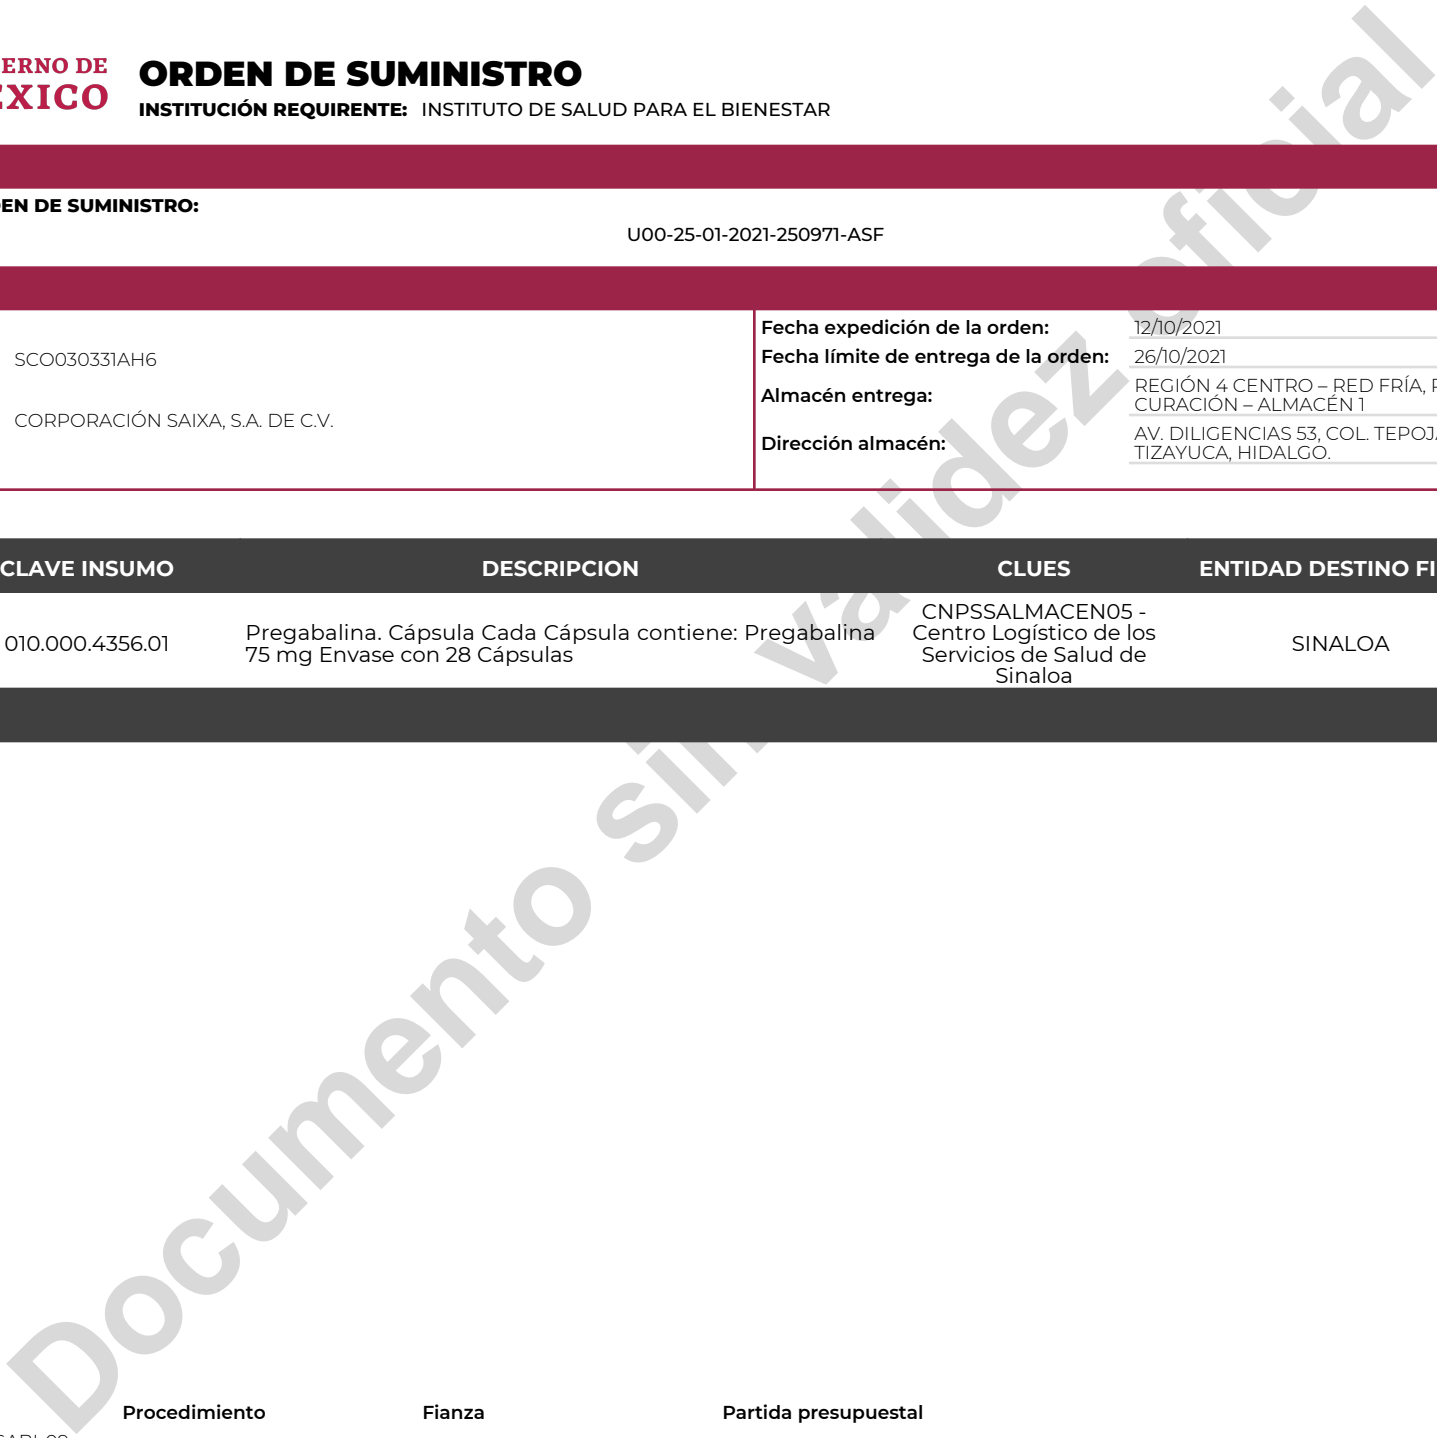 ERNO DE
ORDEN DE SUMINISTRO
INSTITUCIÓN REQUIRENTE: INSTITUTO DE SALUD PARA EL BIENESTAR
EN DE SUMINISTRO:
U00-25-01-2021-250971-ASF
SCO030331AH6
CORPORACIÓN SAIXA, S.A. DE C.V.
Fecha expedición de la orden: 12/10/2021
Fecha límite de entrega de la orden: 26/10/2021
Almacén entrega: REGIÓN 4 CENTRO – RED FRÍA,
CURACIÓN – ALMACÉN 1
Dirección almacén: AV. DILIGENCIAS 53, COL. TEPOJ
TIZAYUCA, HIDALGO.
CLAVE INSUMO DESCRIPCION CLUES ENTIDAD DESTINO FI
010.000.4356.01
Pregabalina. Cápsula Cada Cápsula contiene: Pregabalina
75 mg Envase con 28 Cápsulas
CNPSSALMACEN05 -
Centro Logístico de los
Servicios de Salud de
Sinaloa
SINALOA
Documento sin validez oficial
Procedimiento Fianza Partida presupuestal